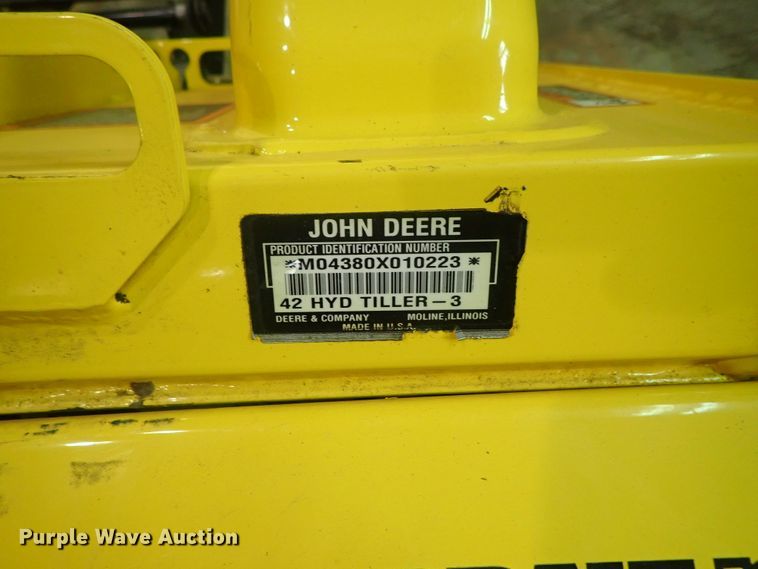 JOHN DEERE
PRODUCT IDENTIFICATION NUMBER
*M04380X010223*
42 HYD TILLER-3
DEERE & COMPANY MOLINE, ILLINOIS
MADE IN U.S.A.
Purple Wave Auction